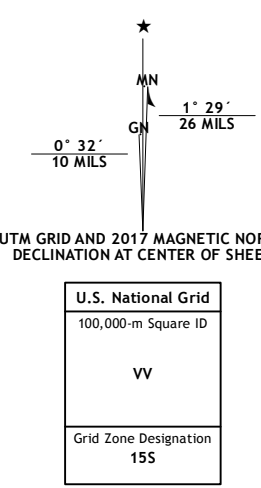 ★
MN
1° 29´
GN
26 MILS
0° 32´
10 MILS
UTM GRID AND 2017 MAGNETIC NOR
DECLINATION AT CENTER OF SHEE
U.S. National Grid
100,000-m Square ID
VV
Grid Zone Designation
15S